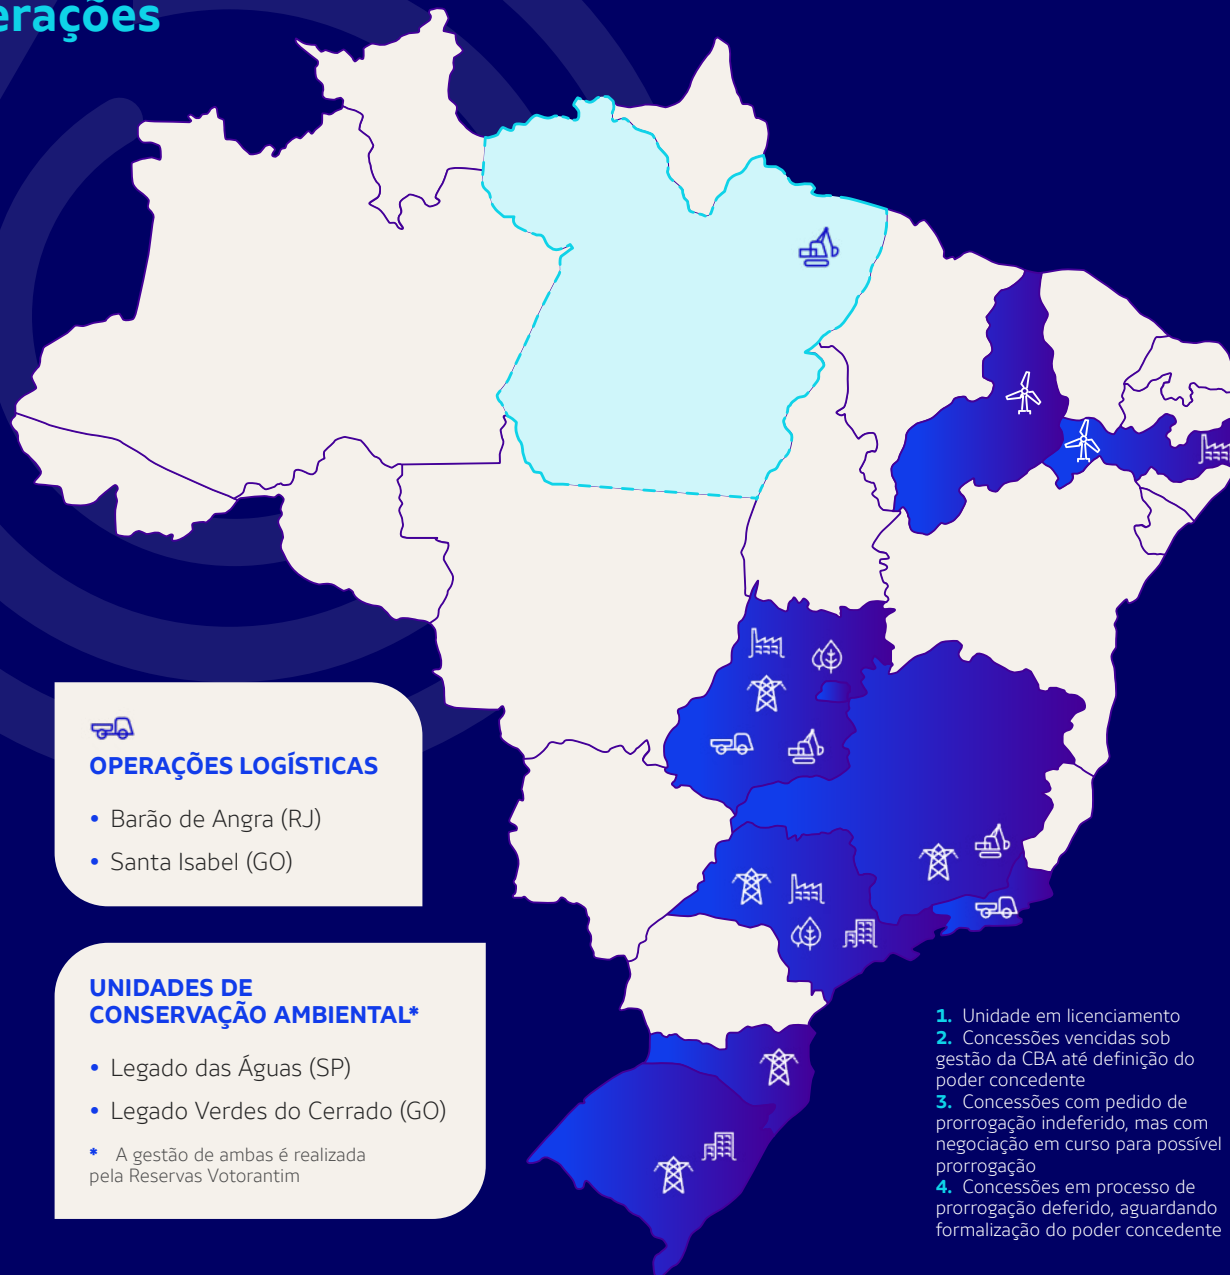 erações
OPERAÇÕES LOGÍSTICAS
• Barão de Angra (RJ)
• Santa Isabel (GO)
UNIDADES DE
CONSERVAÇÃO AMBIENTAL*
• Legado das Águas (SP)
• Legado Verdes do Cerrado (GO)
* A gestão de ambas é realizada
pela Reservas Votorantim
1. Unidade em licenciamento
2. Concessões vencidas sob
gestão da CBA até definição do
poder concedente
3. Concessões com pedido de
prorrogação indeferido, mas com
negociação em curso para possível
prorrogação
4. Concessões em processo de
prorrogação deferido, aguardando
formalização do poder concedente